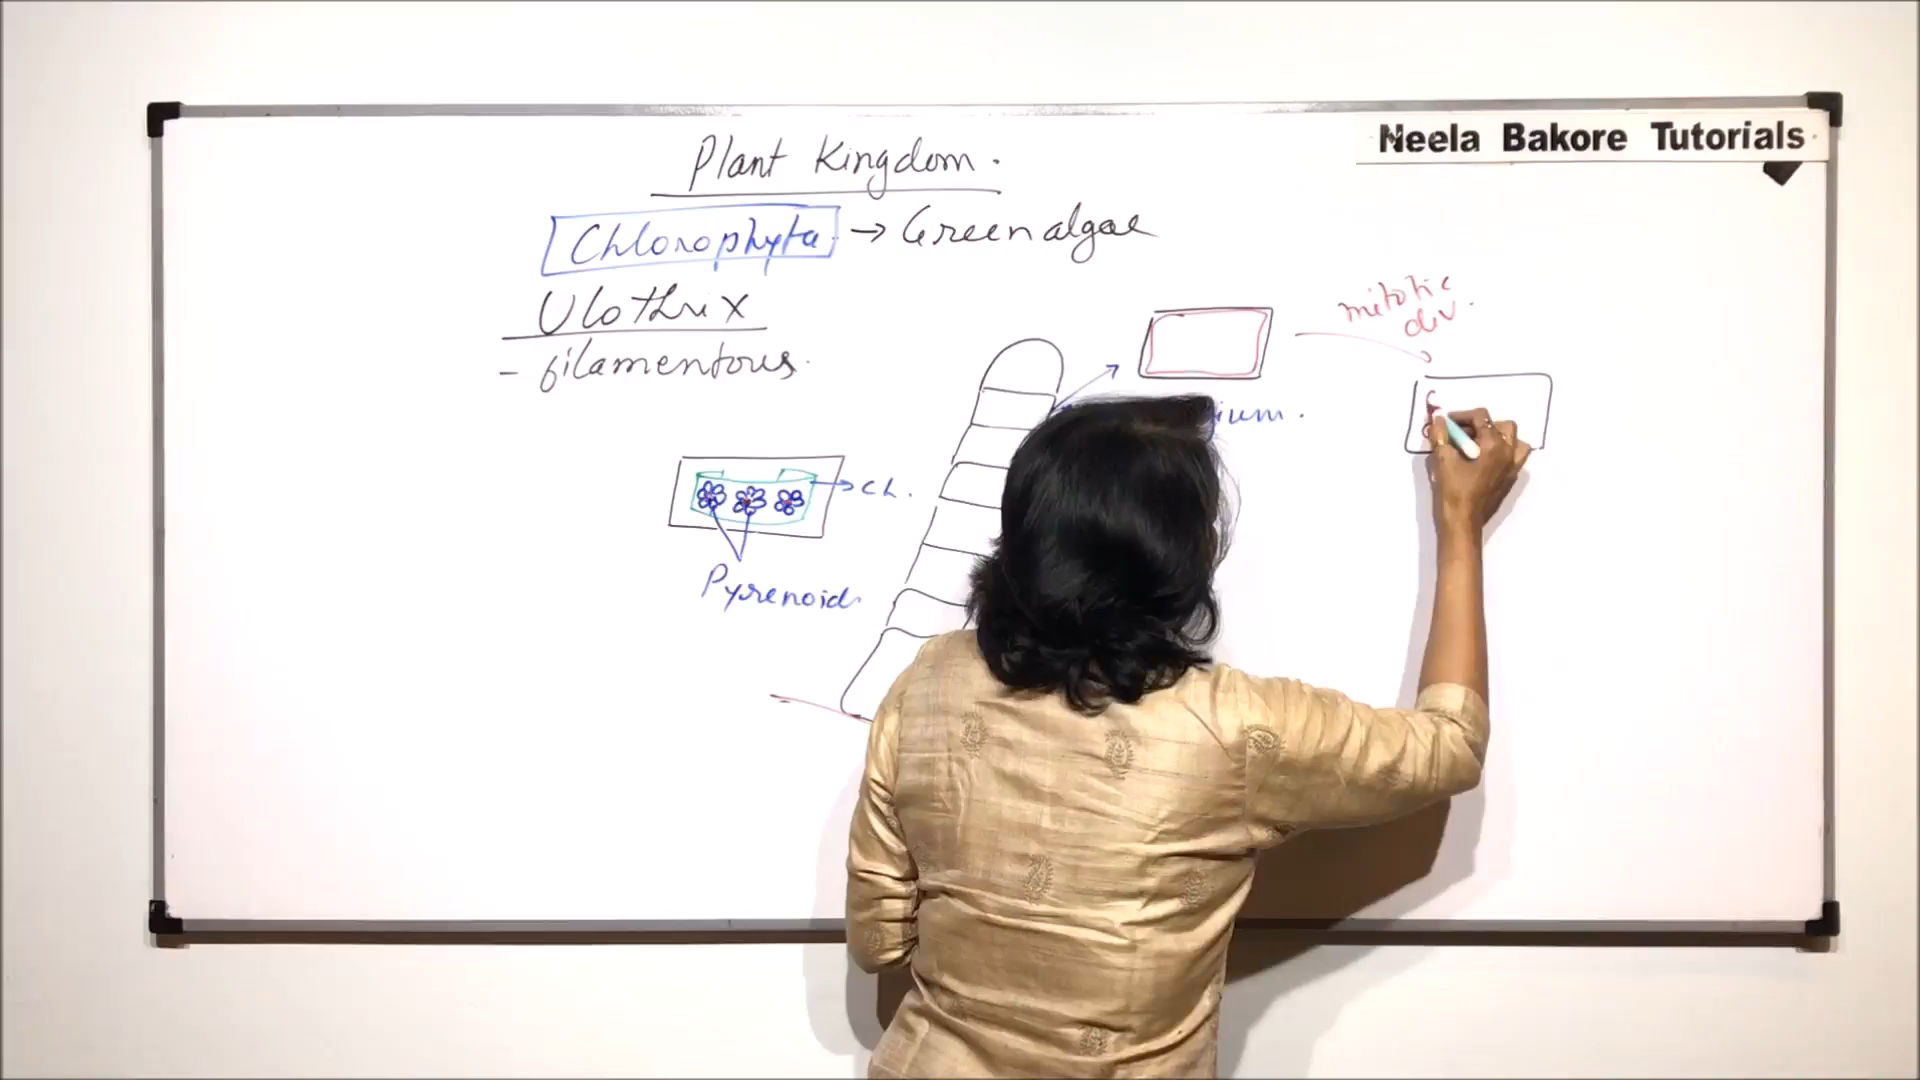 Neela Bakore Tutorials
Plant Kingdom.
Chlorophyta → Green algae
Ulothrix
- filamentous.
mitotic
div.
Ch.
Pyrenoid